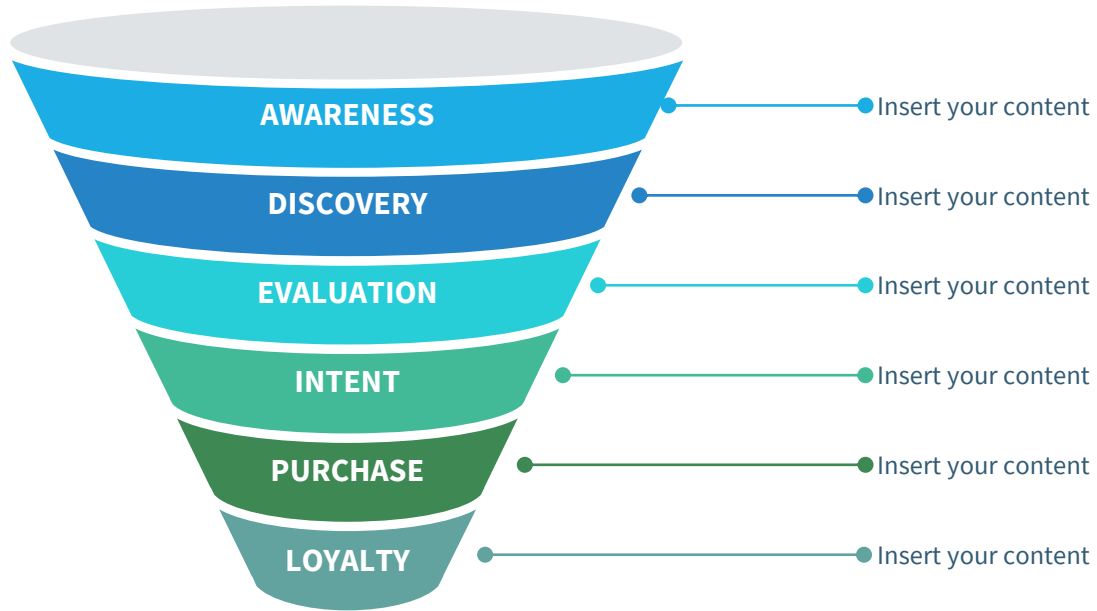 AWARENESS
Insert your content
DISCOVERY
Insert your content
EVALUATION
Insert your content
INTENT
Insert your content
PURCHASE
Insert your content
LOYALTY
Insert your content